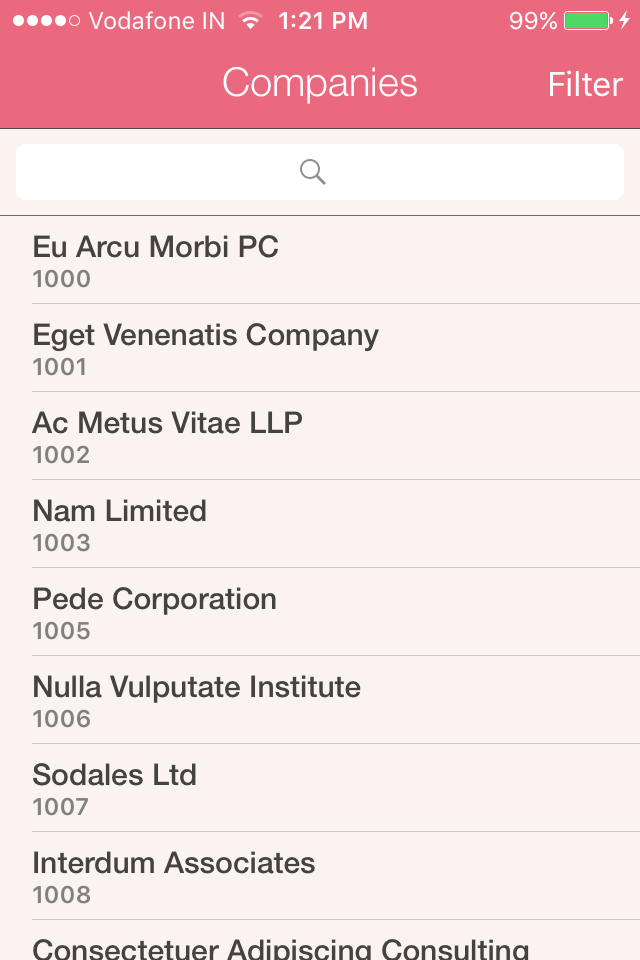 Vodafone IN 1:21 PM 99%
Companies Filter
Eu Arcu Morbi PC
1000
Eget Venenatis Company
1001
Ac Metus Vitae LLP
1002
Nam Limited
1003
Pede Corporation
1005
Nulla Vulputate Institute
1006
Sodales Ltd
1007
Interdum Associates
1008
Consectetuer Adipiscing Consulting